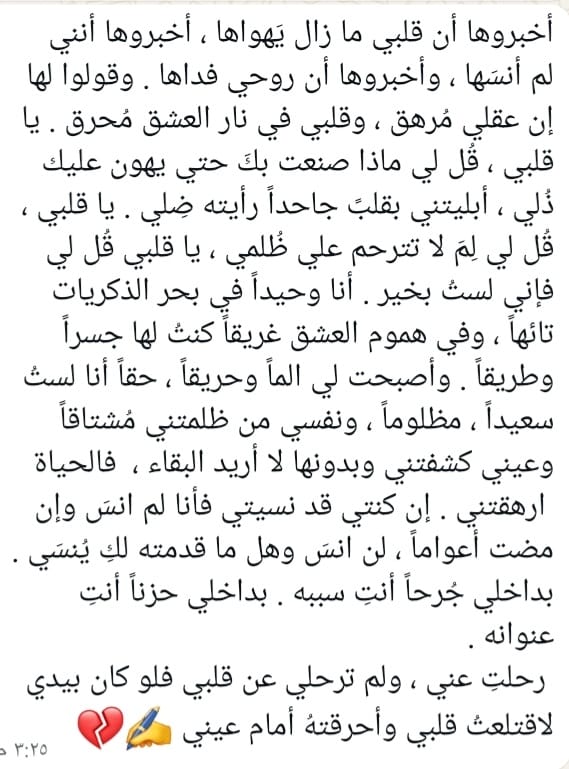 أخبروها أن قلبي ما زال يَهواها ، أخبروها أنني
لم أنسَها ، وأخبروها أن روحي فداها . وقولوا لها
إن عقلي مُرهق ، وقلبي في نار العشق مُحرق . يا
قلبي ، قُل لي ماذا صنعت بكَ حتي يهون عليك
ذُلي ، أبليتني بقلبً جاحداً رأيته ضِلي . يا قلبي ،
قُل لي لِمَ لا تترحم علي ظُلمي ، يا قلبي قُل لي
فإني لستُ بخير . أنا وحيداً في بحر الذكريات
تائهاً ، وفي هموم العشق غريقاً كنتُ لها جسراً
وطريقاً . وأصبحت لي الماً وحريقاً ، حقاً أنا لستُ
سعيداً ، مظلوماً ، ونفسي من ظلمتني مُشتاقاً
وعيني كشفتني وبدونها لا أريد البقاء ، فالحياة
ارهقتني . إن كنتي قد نسيتي فأنا لم انسَ وإن
مضت أعواماً ، لن انسَ وهل ما قدمته لكِ يُنسَي .
بداخلي جُرحاً أنتِ سببه . بداخلي حزناً أنتِ
عنوانه .
رحلتِ عني ، ولم ترحلي عن قلبي فلو كان بيدي
لاقتلعتُ قلبي وأحرقتهُ أمام عيني ✍️💔
٣:٢٥